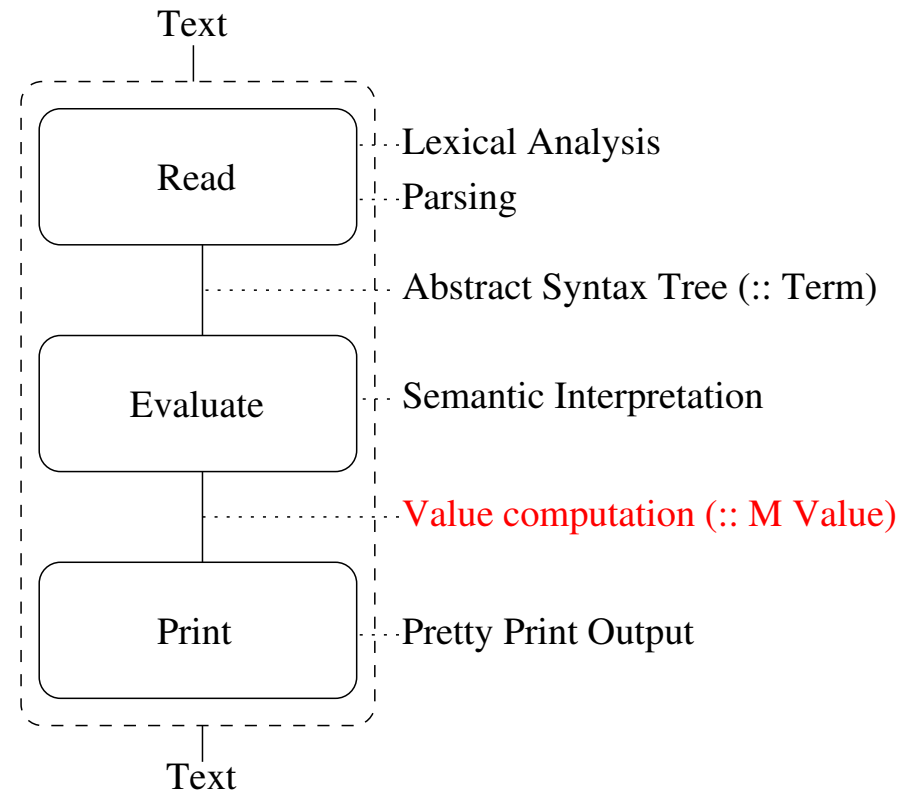 Text
Lexical Analysis
Read
Parsing
Abstract Syntax Tree (:: Term)
Evaluate
Semantic Interpretation
Value computation (:: M Value)
Print
Pretty Print Output
Text